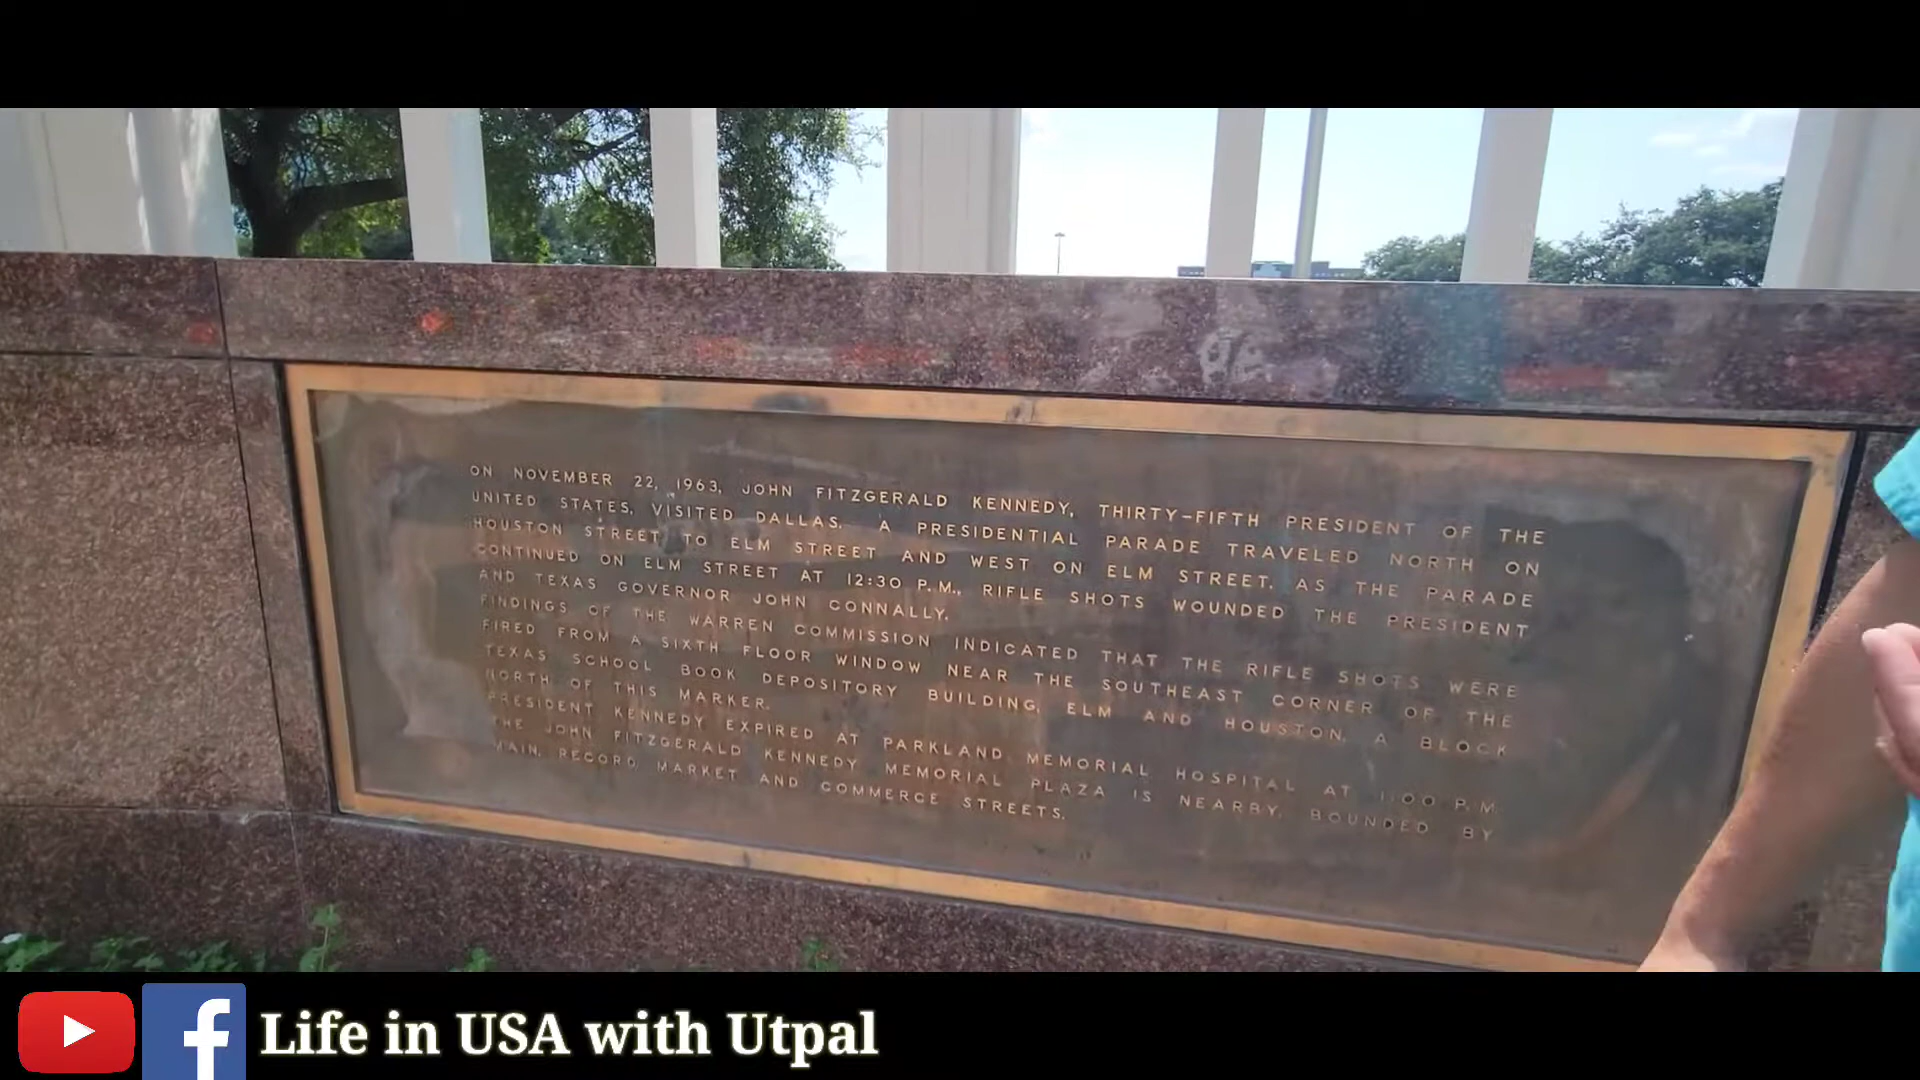 ON NOVEMBER 22, 1963, JOHN FITZGERALD KENNEDY, THIRTY-FIFTH PRESIDENT OF THE
UNITED STATES, VISITED DALLAS. A PRESIDENTIAL PARADE TRAVELED NORTH ON
HOUSTON STREET TO ELM STREET AND WEST ON ELM STREET. AS THE PARADE
CONTINUED ON ELM STREET AT 12:30 P.M., RIFLE SHOTS WOUNDED THE PRESIDENT
AND TEXAS GOVERNOR JOHN CONNALLY.
FINDINGS OF THE WARREN COMMISSION INDICATED THAT THE RIFLE SHOTS WERE
FIRED FROM A SIXTH FLOOR WINDOW NEAR THE SOUTHEAST CORNER OF THE
TEXAS SCHOOL BOOK DEPOSITORY BUILDING, ELM AND HOUSTON, A BLOCK
NORTH OF THIS MARKER.
PRESIDENT KENNEDY EXPIRED AT PARKLAND MEMORIAL HOSPITAL AT 1:00 P.M.
THE JOHN FITZGERALD KENNEDY MEMORIAL PLAZA IS NEARBY, BOUNDED BY
MAIN, RECORD, MARKET AND COMMERCE STREETS.
Life in USA with Utpal